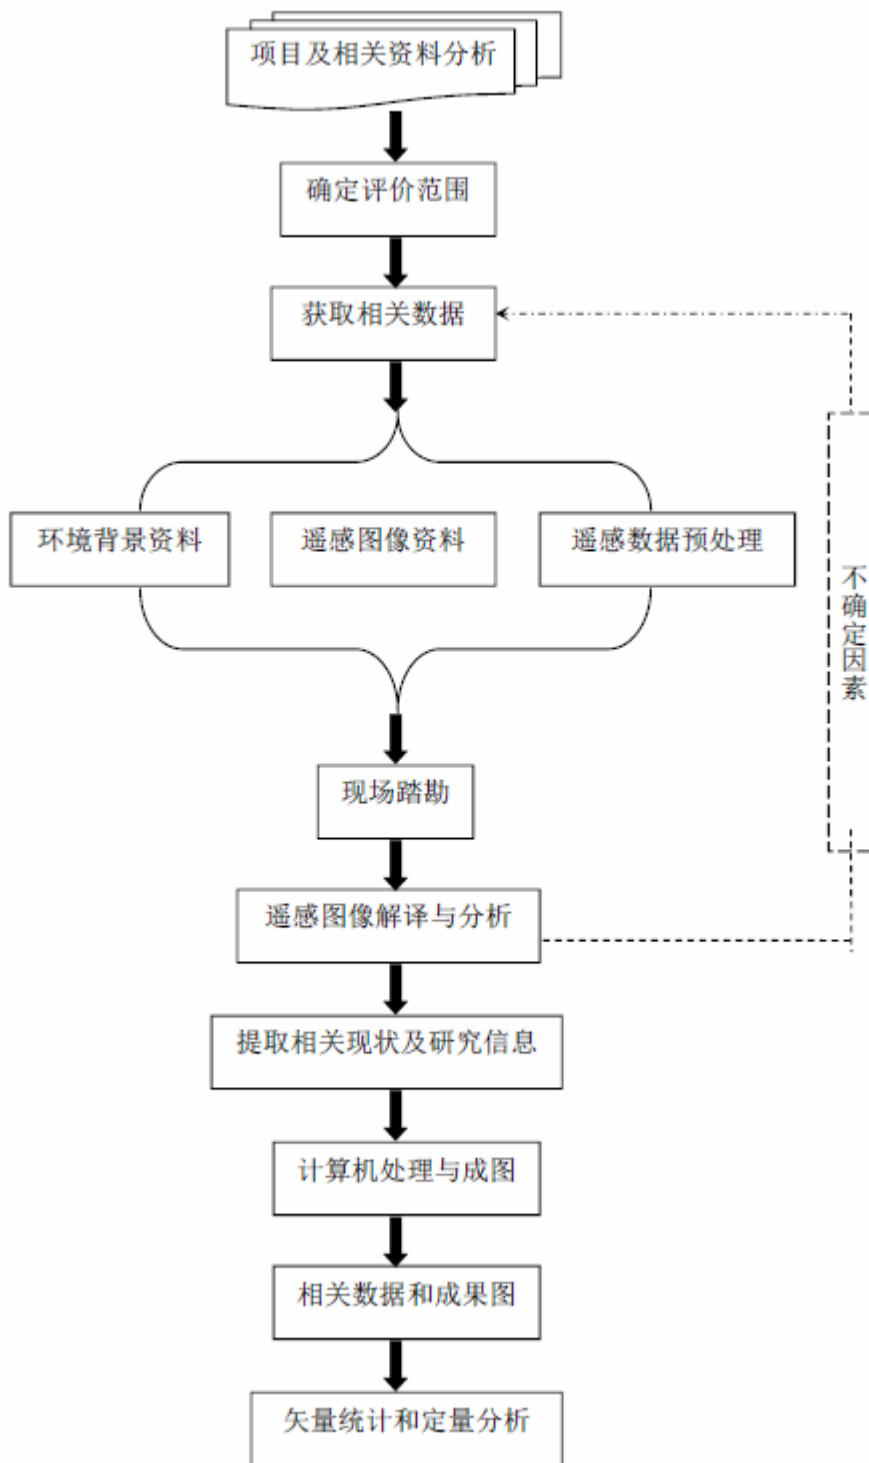 项目及相关资料分析
确定评价范围
获取相关数据
环境背景资料
遥感图像资料
遥感数据预处理
不确定因素
现场踏勘
遥感图像解译与分析
提取相关现状及研究信息
计算机处理与成图
相关数据和成果图
矢量统计和定量分析